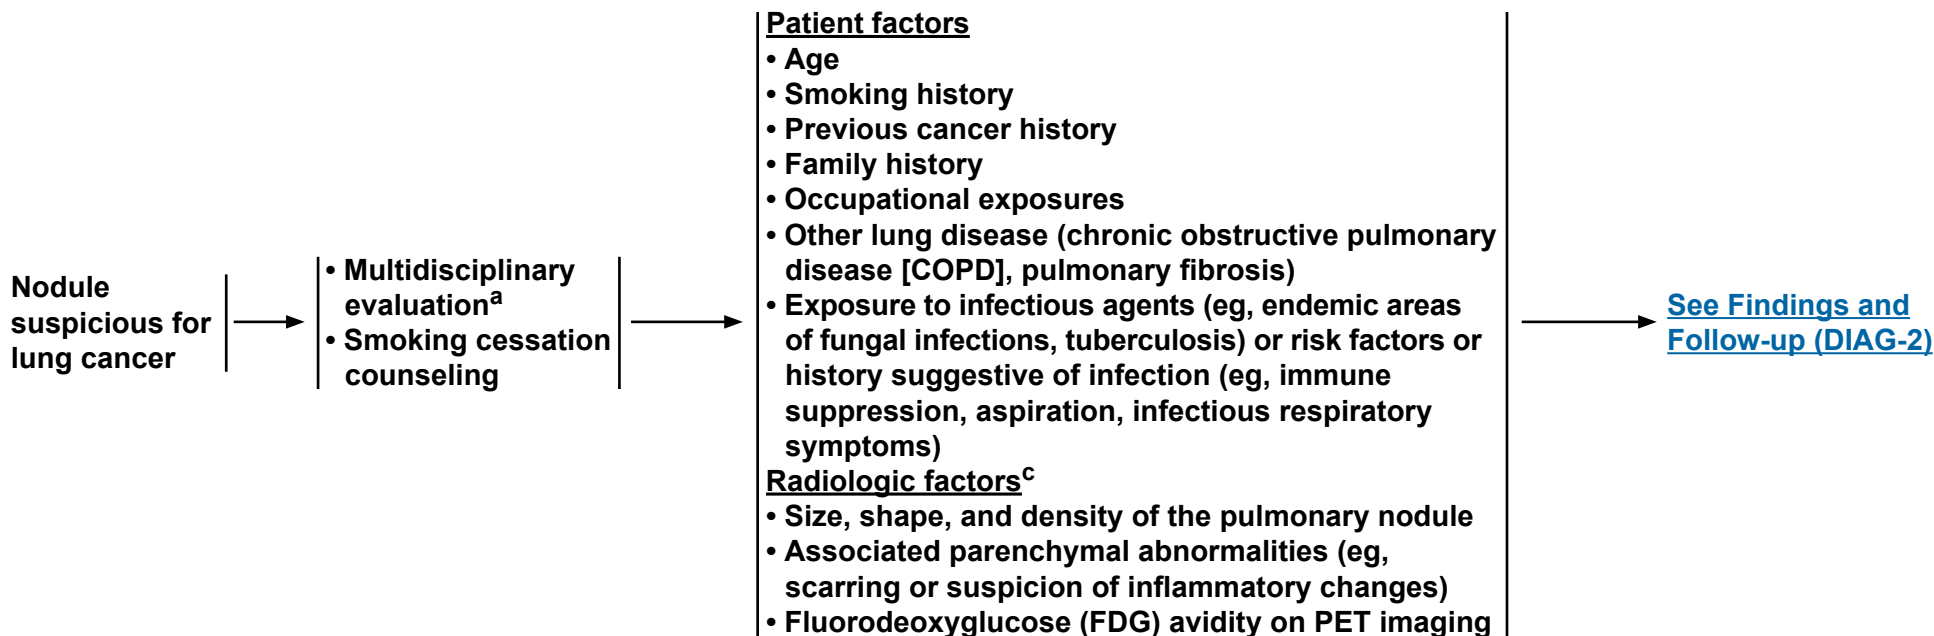 Nodule
suspicious for
lung cancer
• Multidisciplinary
evaluationᵃ
• Smoking cessation
counseling
Patient factors
• Age
• Smoking history
• Previous cancer history
• Family history
• Occupational exposures
• Other lung disease (chronic obstructive pulmonary
disease [COPD], pulmonary fibrosis)
• Exposure to infectious agents (eg, endemic areas
of fungal infections, tuberculosis) or risk factors or
history suggestive of infection (eg, immune
suppression, aspiration, infectious respiratory
symptoms)
Radiologic factorsᶜ
• Size, shape, and density of the pulmonary nodule
• Associated parenchymal abnormalities (eg,
scarring or suspicion of inflammatory changes)
• Fluorodeoxyglucose (FDG) avidity on PET imaging
See Findings and
Follow-up (DIAG-2)